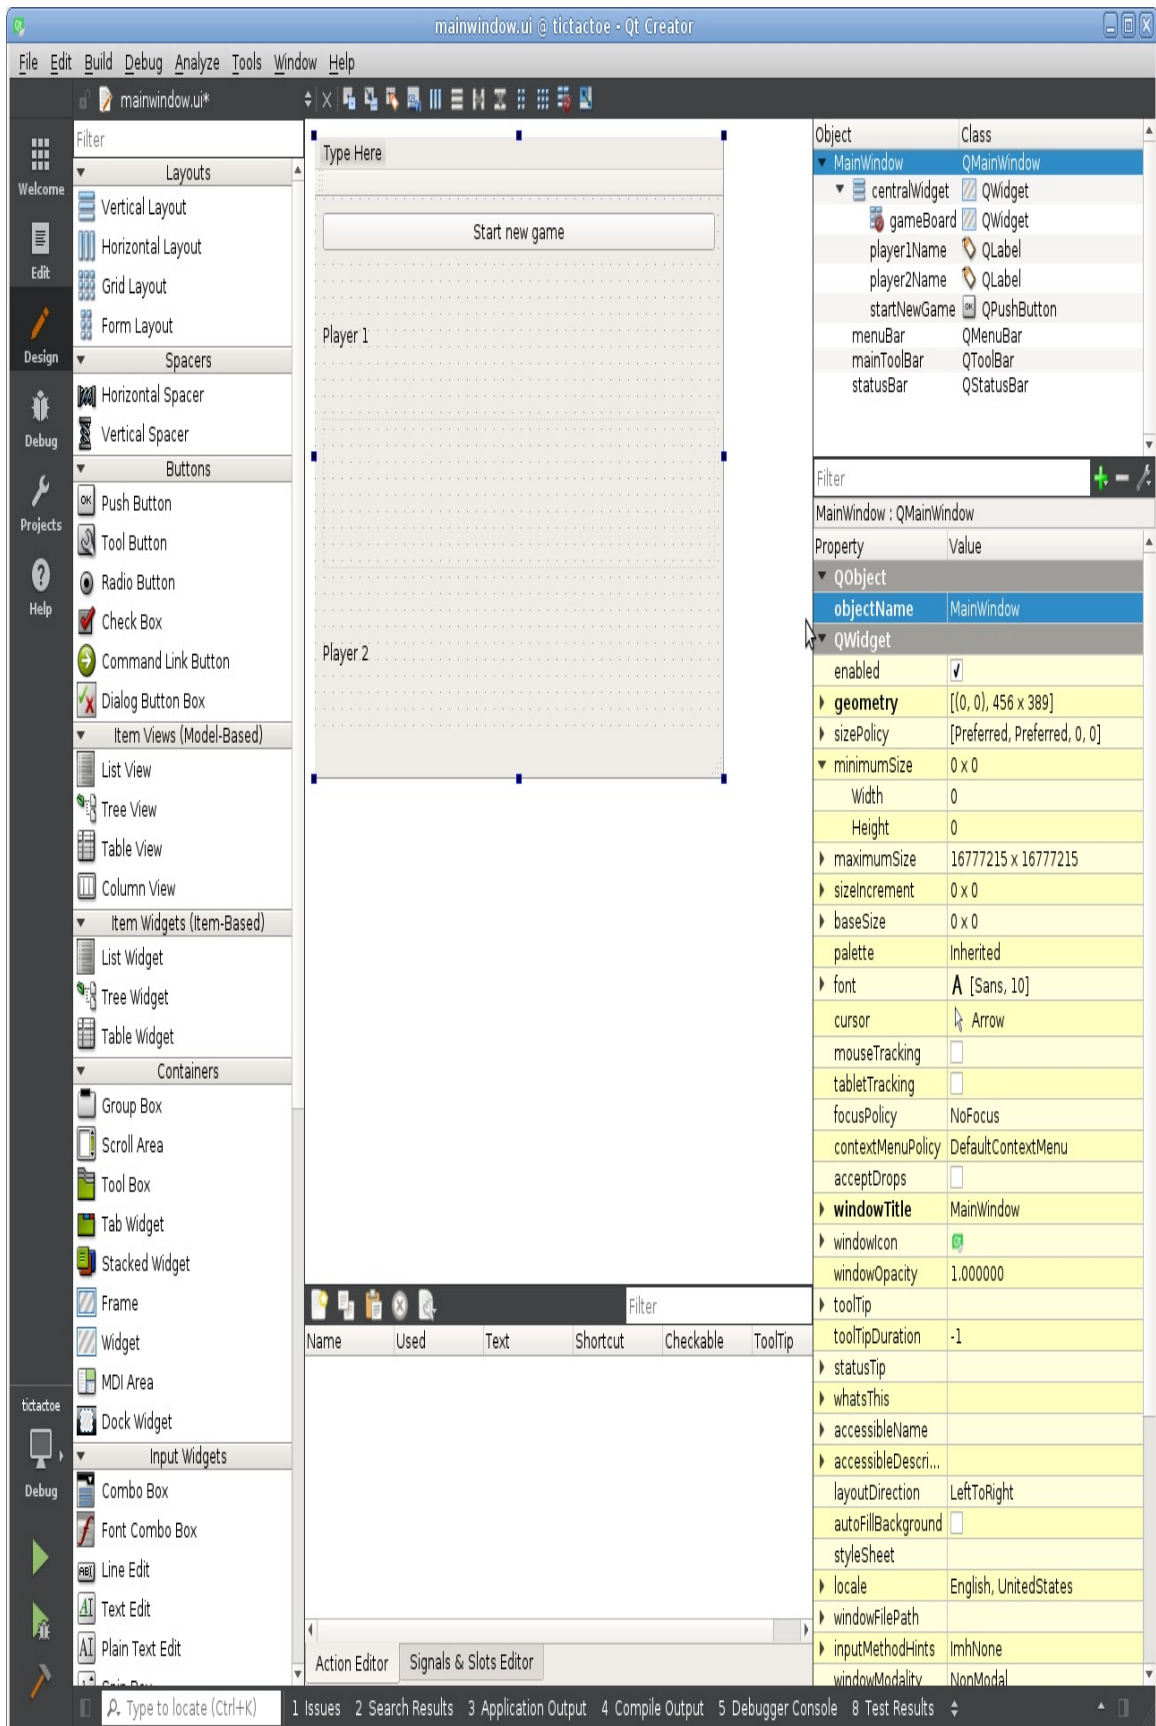 mainwindow.ui @ tictactoe - Qt Creator
File Edit Build Debug Analyze Tools Window Help
mainwindow.ui*
Welcome
Edit
Design
Debug
Projects
Help
tictactoe
Debug
Filter
Layouts
Vertical Layout
Horizontal Layout
Grid Layout
Form Layout
Spacers
Horizontal Spacer
Vertical Spacer
Buttons
Push Button
Tool Button
Radio Button
Check Box
Command Link Button
Dialog Button Box
Item Views (Model-Based)
List View
Tree View
Table View
Column View
Item Widgets (Item-Based)
List Widget
Tree Widget
Table Widget
Containers
Group Box
Scroll Area
Tool Box
Tab Widget
Stacked Widget
Frame
Widget
MDI Area
Dock Widget
Input Widgets
Combo Box
Font Combo Box
Line Edit
Text Edit
Plain Text Edit
Type Here
Start new game
Player 1
Player 2
Filter
Name Used Text Shortcut Checkable ToolTip
Action Editor Signals & Slots Editor
Object Class
MainWindow QMainWindow
centralWidget QWidget
gameBoard QWidget
player1Name QLabel
player2Name QLabel
startNewGame QPushButton
menuBar QMenuBar
mainToolBar QToolBar
statusBar QStatusBar
Filter
MainWindow : QMainWindow
Property Value
QObject
objectName MainWindow
QWidget
enabled
geometry [(0, 0), 456 x 389]
sizePolicy [Preferred, Preferred, 0, 0]
minimumSize 0 x 0
Width 0
Height 0
maximumSize 16777215 x 16777215
sizeIncrement 0 x 0
baseSize 0 x 0
palette Inherited
font A [Sans, 10]
cursor Arrow
mouseTracking
tabletTracking
focusPolicy NoFocus
contextMenuPolicy DefaultContextMenu
acceptDrops
windowTitle MainWindow
windowIcon
windowOpacity 1.000000
toolTip
toolTipDuration -1
statusTip
whatsThis
accessibleName
accessibleDescri...
layoutDirection LeftToRight
autoFillBackground
styleSheet
locale English, UnitedStates
windowFilePath
inputMethodHints ImhNone
windowModality NonModal
Type to locate (Ctrl+K) 1 Issues 2 Search Results 3 Application Output 4 Compile Output 5 Debugger Console 8 Test Results